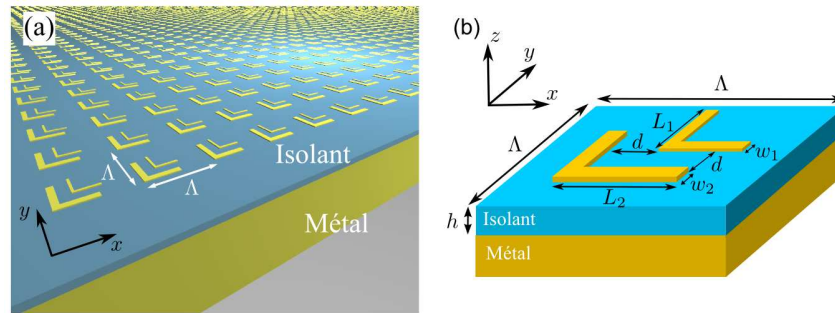 (a)
Isolant
Λ
Λ
Métal
y
x
(b)
z
y
x
Λ
Λ
L₁
d
w₁
d
w₂
L₂
h
Isolant
Métal